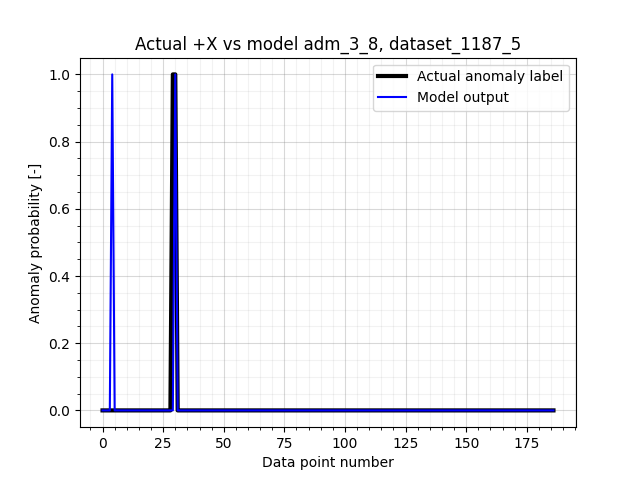 Actual +X vs model adm_3_8, dataset_1187_5
Actual anomaly label
Model output
Anomaly probability [-]
1.0
0.8
0.6
0.4
0.2
0.0
0 25 50 75 100 125 150 175
Data point number